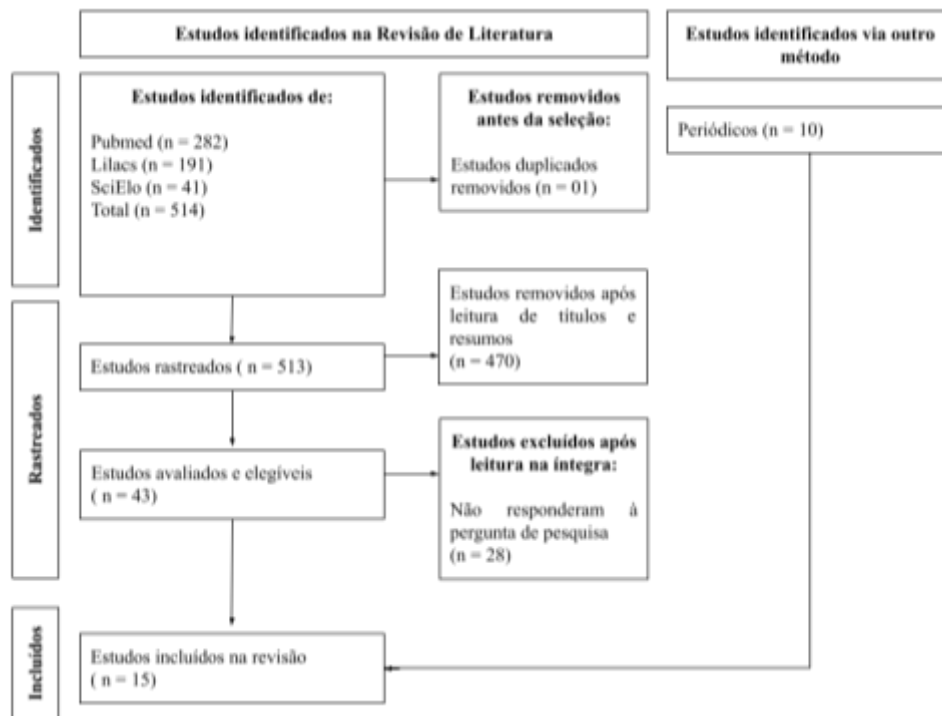 Estudos identificados na Revisão de Literatura
Estudos identificados via outro
método
Identificados
Estudos identificados de:
Pubmed (n = 282)
Lilacs (n = 191)
SciElo (n = 41)
Total (n = 514)
Estudos removidos
antes da seleção:
Estudos duplicados
removidos (n = 01)
Periódicos (n = 10)
Rastreados
Estudos rastreados ( n = 513)
Estudos removidos após
leitura de títulos e
resumos
(n = 470)
Estudos avaliados e elegíveis
( n = 43)
Estudos excluídos após
leitura na íntegra:
Não responderam à
pergunta de pesquisa
(n = 28)
Incluídos
Estudos incluídos na revisão
( n = 15)